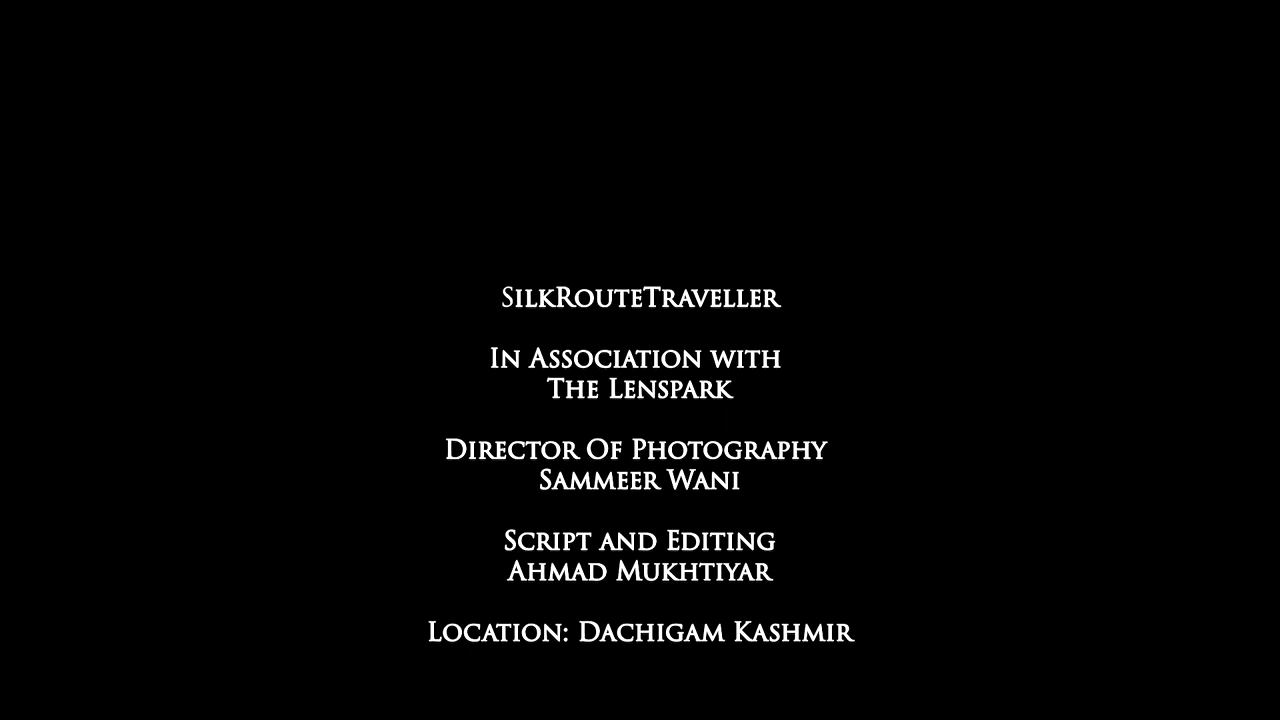 SilkRouteTraveller
In Association with
The Lenspark
Director Of Photography
Sammeer Wani
Script and Editing
Ahmad Mukhtiyar
Location: Dachigam Kashmir